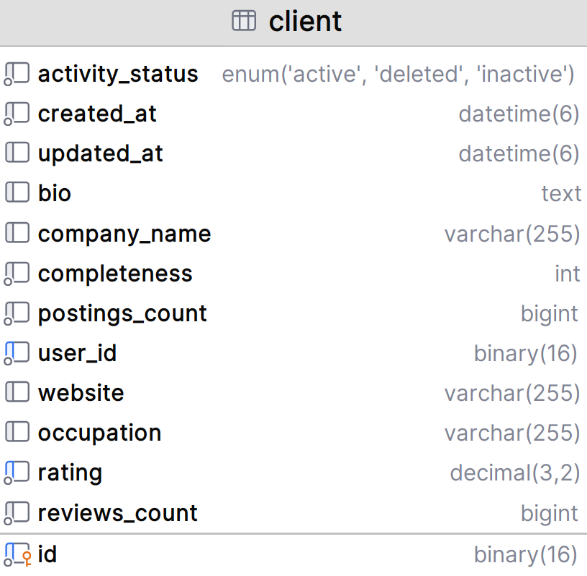 client
activity_status enum('active', 'deleted', 'inactive')
created_at datetime(6)
updated_at datetime(6)
bio text
company_name varchar(255)
completeness int
postings_count bigint
user_id binary(16)
website varchar(255)
occupation varchar(255)
rating decimal(3,2)
reviews_count bigint
id binary(16)